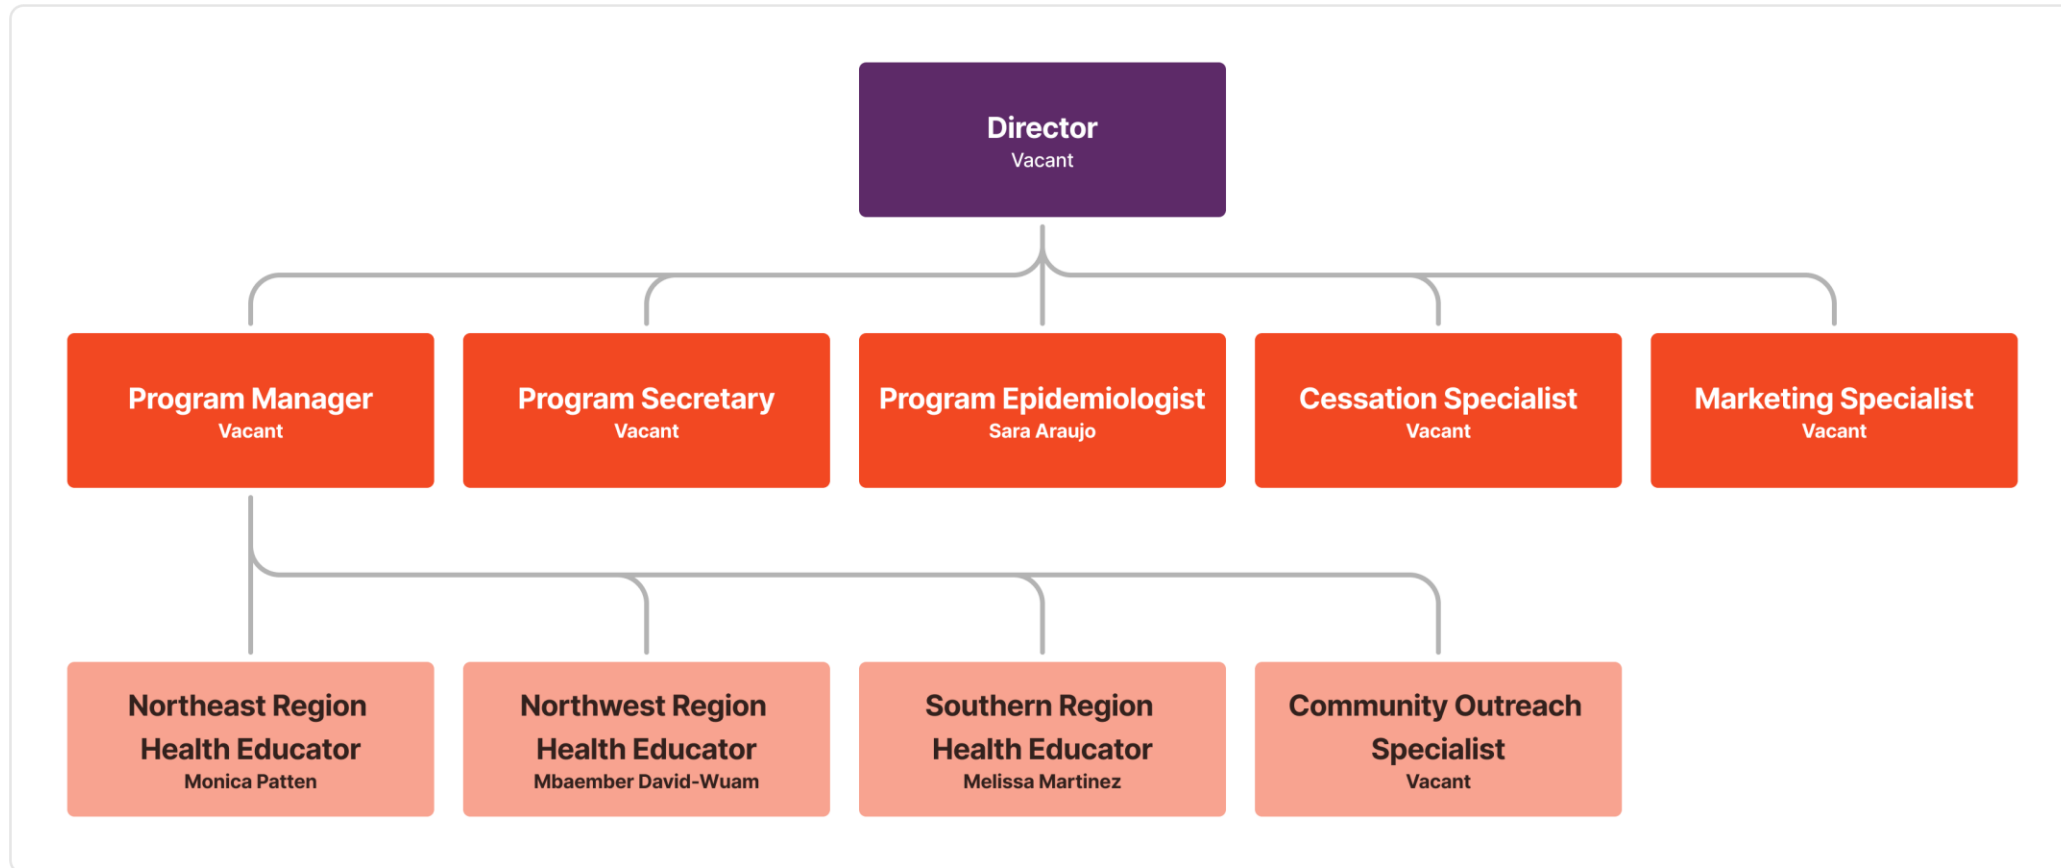 Director
Vacant
Program Manager
Vacant
Program Secretary
Vacant
Program Epidemiologist
Sara Araujo
Cessation Specialist
Vacant
Marketing Specialist
Vacant
Northeast Region
Health Educator
Monica Patten
Northwest Region
Health Educator
Mbaember David-Wuam
Southern Region
Health Educator
Melissa Martinez
Community Outreach
Specialist
Vacant